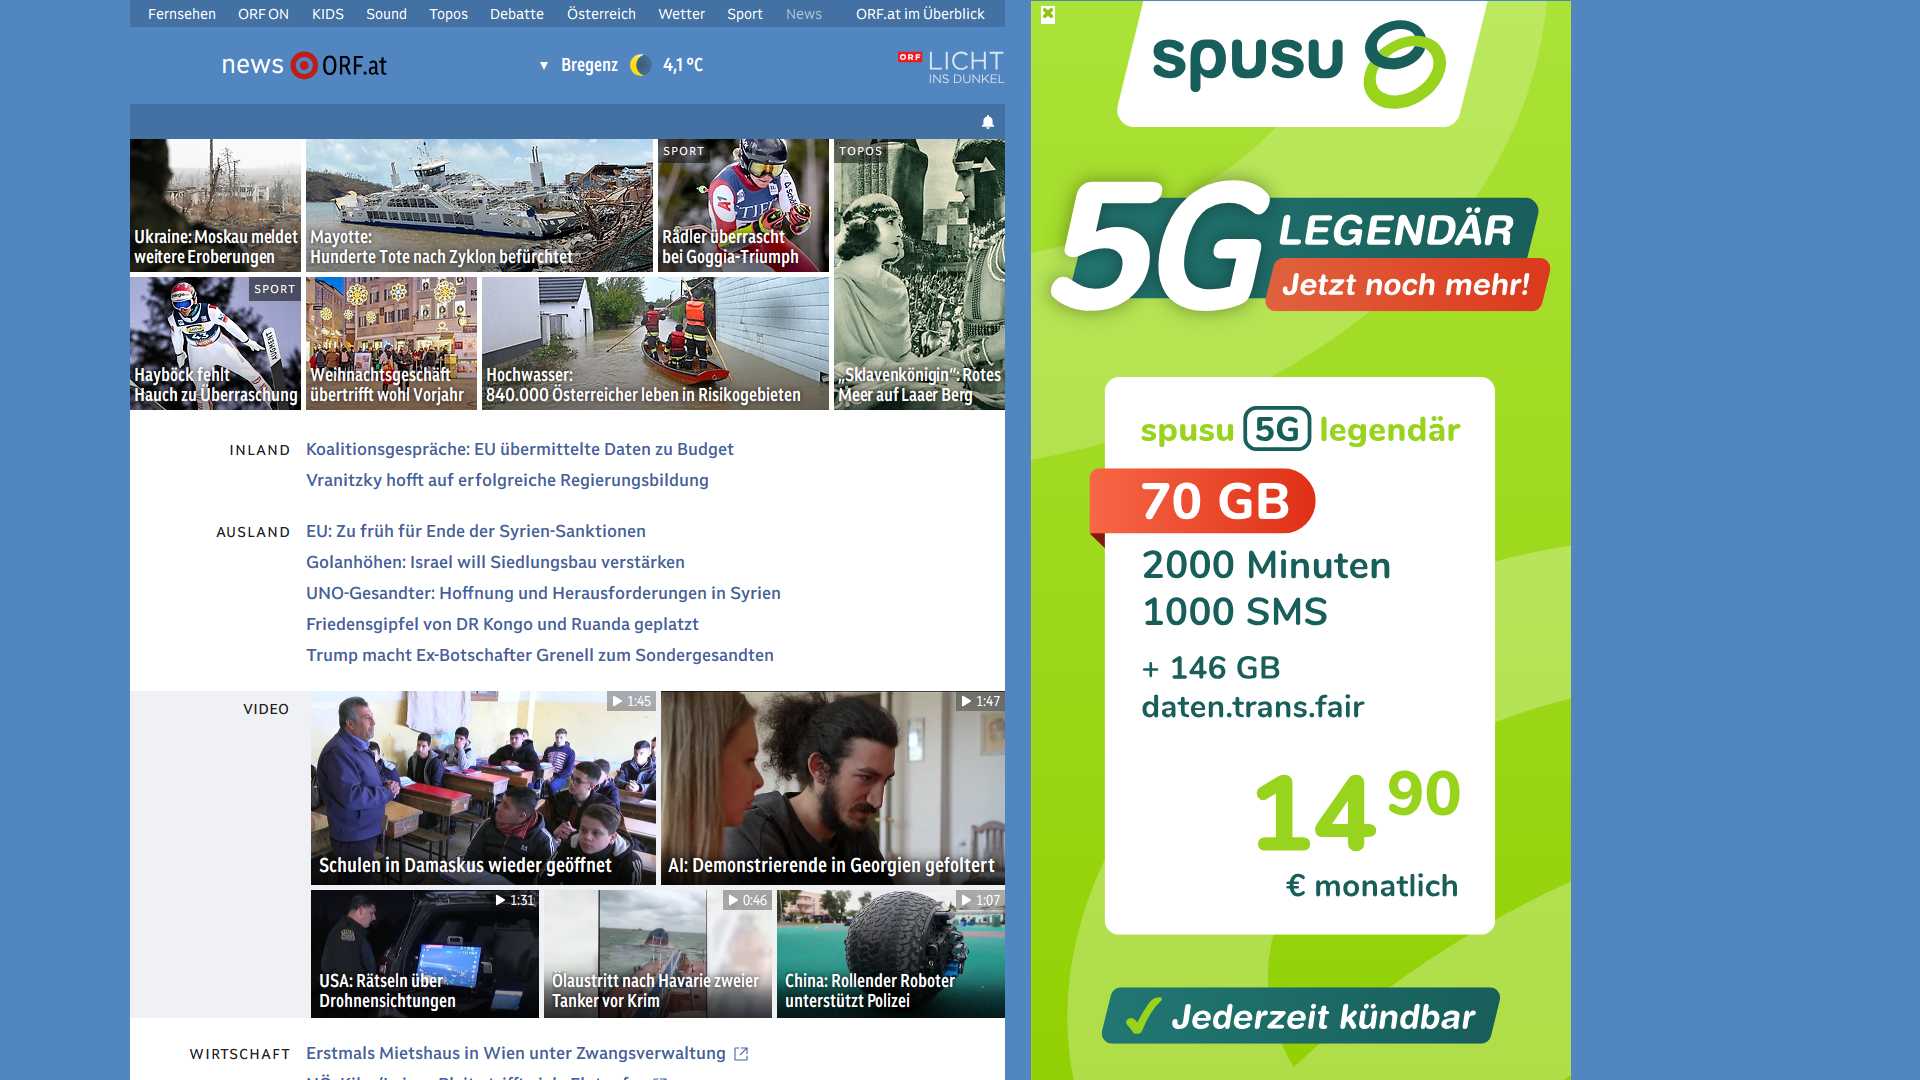 Fernsehen ORF ON KIDS Sound Topos Debatte Österreich Wetter Sport News ORF.at im Überblick
news ORF.at
Bregenz 4,1 °C
ORF LICHT
INS DUNKEL
Ukraine: Moskau meldet
weitere Eroberungen
Mayotte:
Hunderte Tote nach Zyklon befürchtet
SPORT
Rädler überrascht
bei Goggia-Triumph
TOPOS
„Sklavenkönigin“: Rotes
Meer auf Laaer Berg
SPORT
Hayböck fehlt
Hauch zu Überraschung
Weihnachtsgeschäft
übertrifft wohl Vorjahr
Hochwasser:
840.000 Österreicher leben in Risikogebieten
INLAND
Koalitionsgespräche: EU übermittelte Daten zu Budget
Vranitzky hofft auf erfolgreiche Regierungsbildung
AUSLAND
EU: Zu früh für Ende der Syrien-Sanktionen
Golanhöhen: Israel will Siedlungsbau verstärken
UNO-Gesandter: Hoffnung und Herausforderungen in Syrien
Friedensgipfel von DR Kongo und Ruanda geplatzt
Trump macht Ex-Botschafter Grenell zum Sondergesandten
VIDEO
1:45
Schulen in Damaskus wieder geöffnet
1:47
AI: Demonstrierende in Georgien gefoltert
1:31
USA: Rätseln über
Drohnensichtungen
0:46
Ölaustritt nach Havarie zweier
Tanker vor Krim
1:07
China: Rollender Roboter
unterstützt Polizei
WIRTSCHAFT
Erstmals Mietshaus in Wien unter Zwangsverwaltung
spusu
5G LEGENDÄR
Jetzt noch mehr!
spusu 5G legendär
70 GB
2000 Minuten
1000 SMS
+ 146 GB
daten.trans.fair
14 90
€ monatlich
Jederzeit kündbar